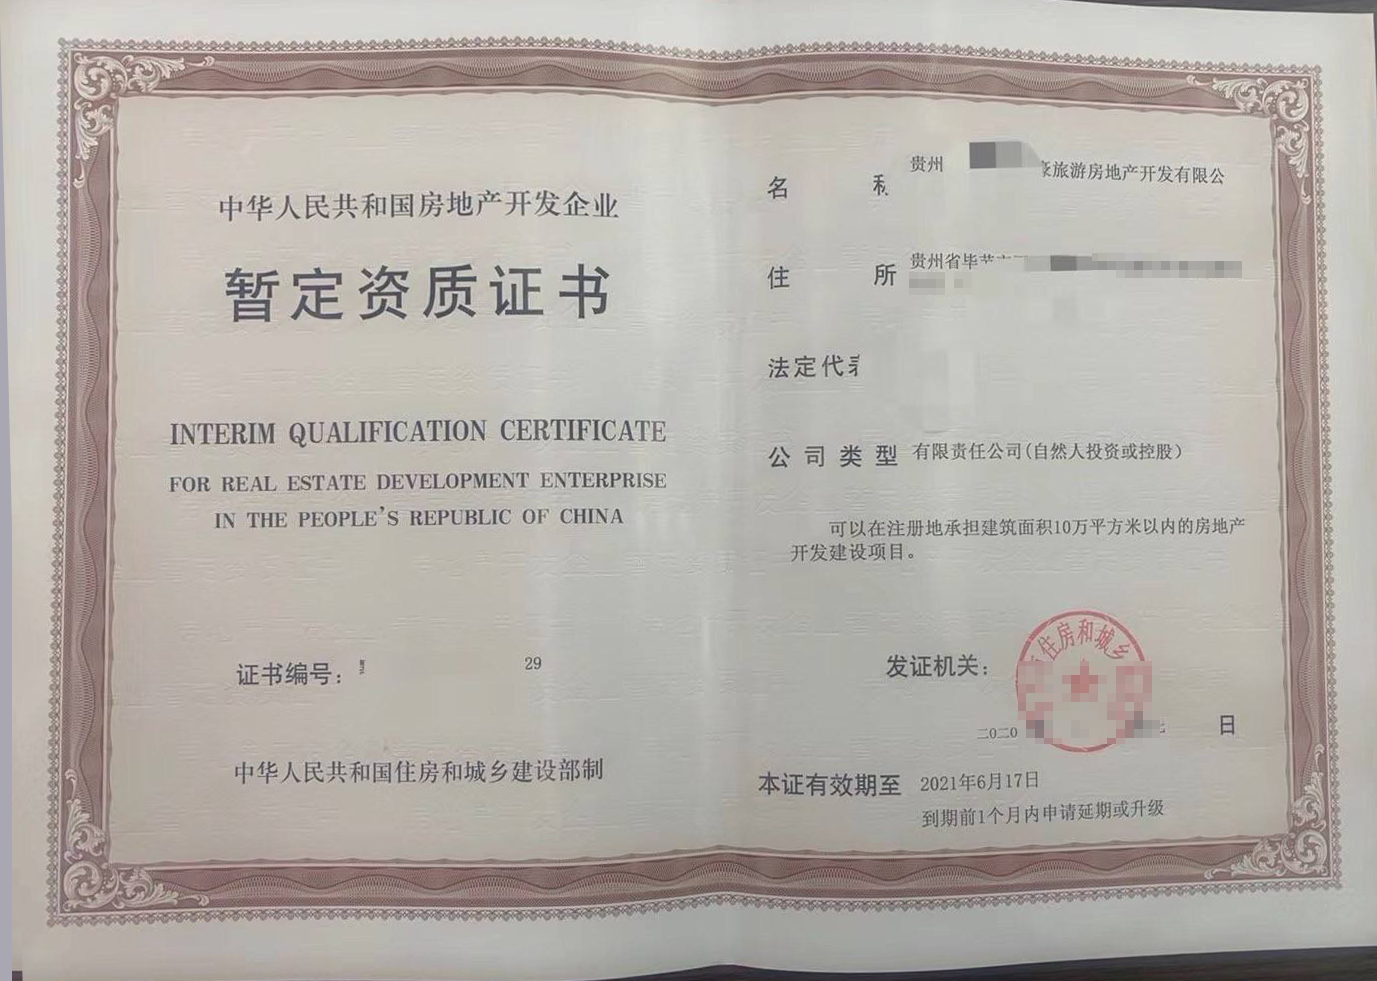 中华人民共和国房地产开发企业
暂定资质证书
INTERIM QUALIFICATION CERTIFICATE
FOR REAL ESTATE DEVELOPMENT ENTERPRISE
IN THE PEOPLE'S REPUBLIC OF CHINA
证书编号： 29
中华人民共和国住房和城乡建设部制
名 称 贵州 豪旅游房地产开发有限公
住 所 贵州省毕节
法定代表
公司类型 有限责任公司(自然人投资或控股)
可以在注册地承担建筑面积10万平方米以内的房地产
开发建设项目。
住房和城乡
发证机关：
二〇二〇 日
本证有效期至 2021年6月17日
到期前1个月内申请延期或升级